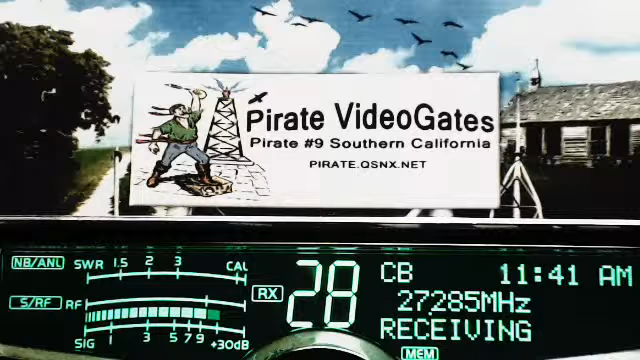 Pirate VideoGates
Pirate #9 Southern California
PIRATE.QSNX.NET
NB/ANL SWR 1.5 2 3 CAL
S/RF RF
SIG 1 3 5 7 9 +30dB
RX 28
CB 11:41 AM
27285MHz
RECEIVING
MEM